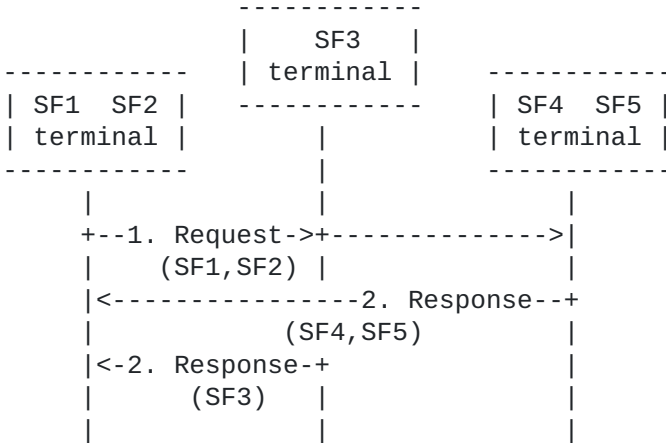 SF3
terminal
SF1 SF2
terminal
SF4 SF5
terminal
1. Request
(SF1,SF2)
2. Response
(SF4,SF5)
2. Response
(SF3)